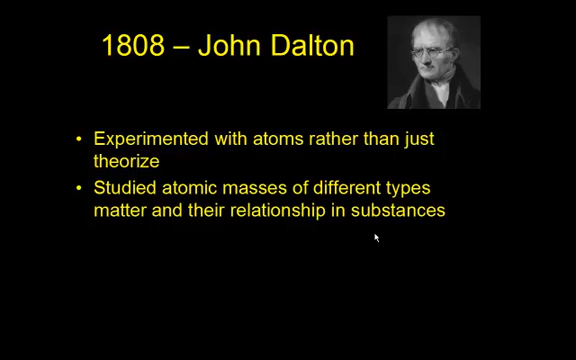 1808 – John Dalton
• Experimented with atoms rather than just
theorize
• Studied atomic masses of different types
matter and their relationship in substances